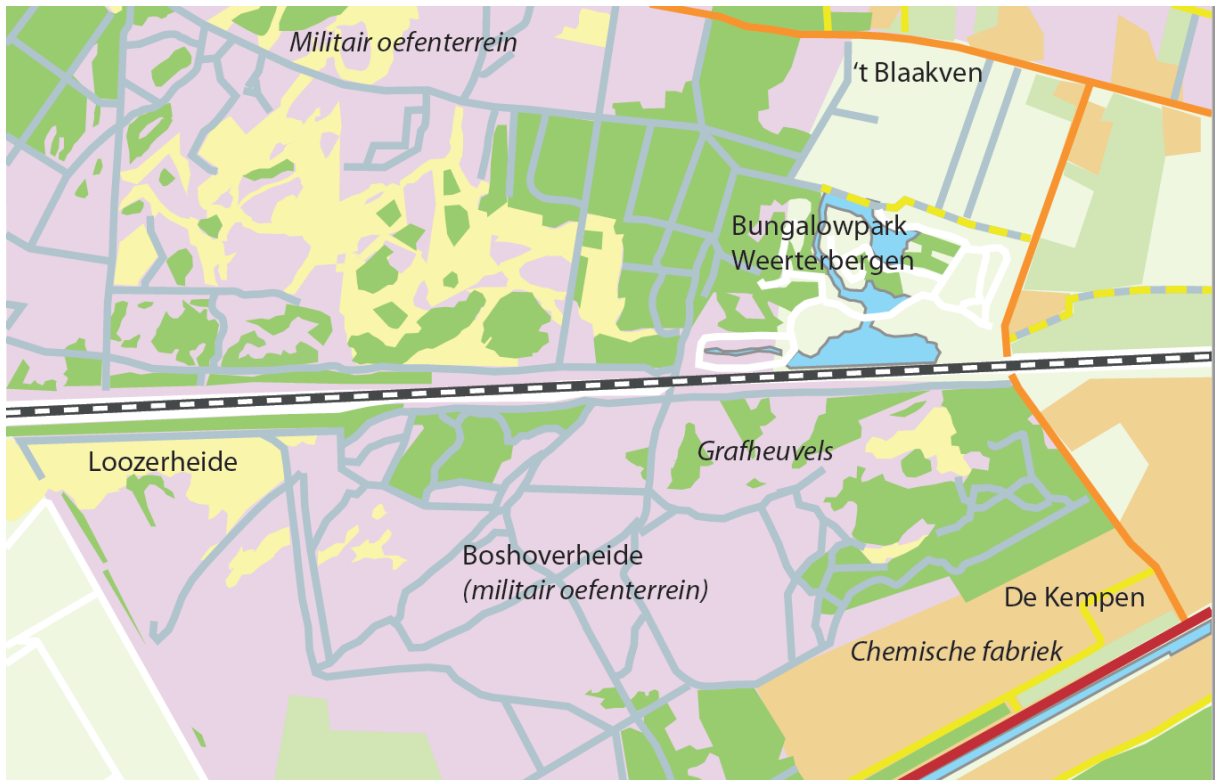 Militair oefenterrein
‘t Blaakven
Bungalowpark
Weerterbergen
Grafheuvels
Loozerheide
Boshoverheide
(militair oefenterrein)
De Kempen
Chemische fabriek